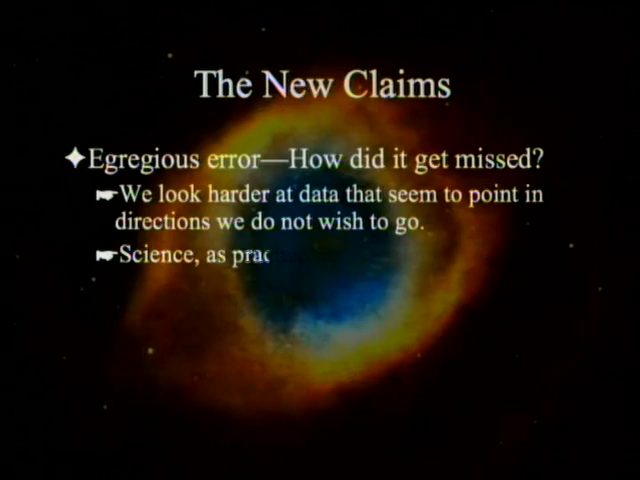 The New Claims
Egregious error—How did it get missed?
We look harder at data that seem to point in
directions we do not wish to go.
Science, as